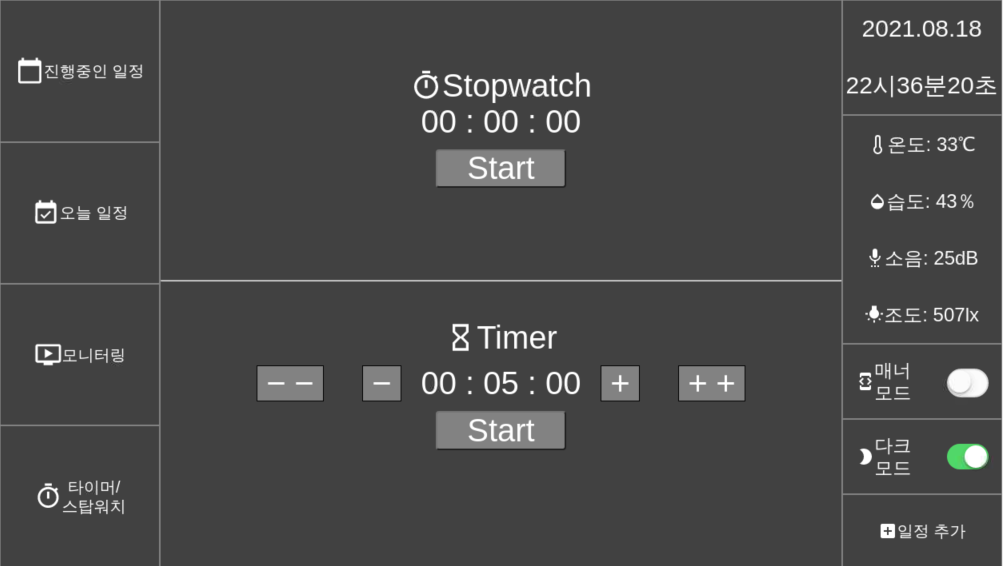 진행중인 일정
오늘 일정
모니터링
타이머/
스탑워치
Stopwatch
00 : 00 : 00
Start
Timer
− −
−
00 : 05 : 00
+
+ +
Start
2021.08.18
22시36분20초
온도: 33℃
습도: 43％
소음: 25dB
조도: 507lx
매너
모드
다크
모드
일정 추가